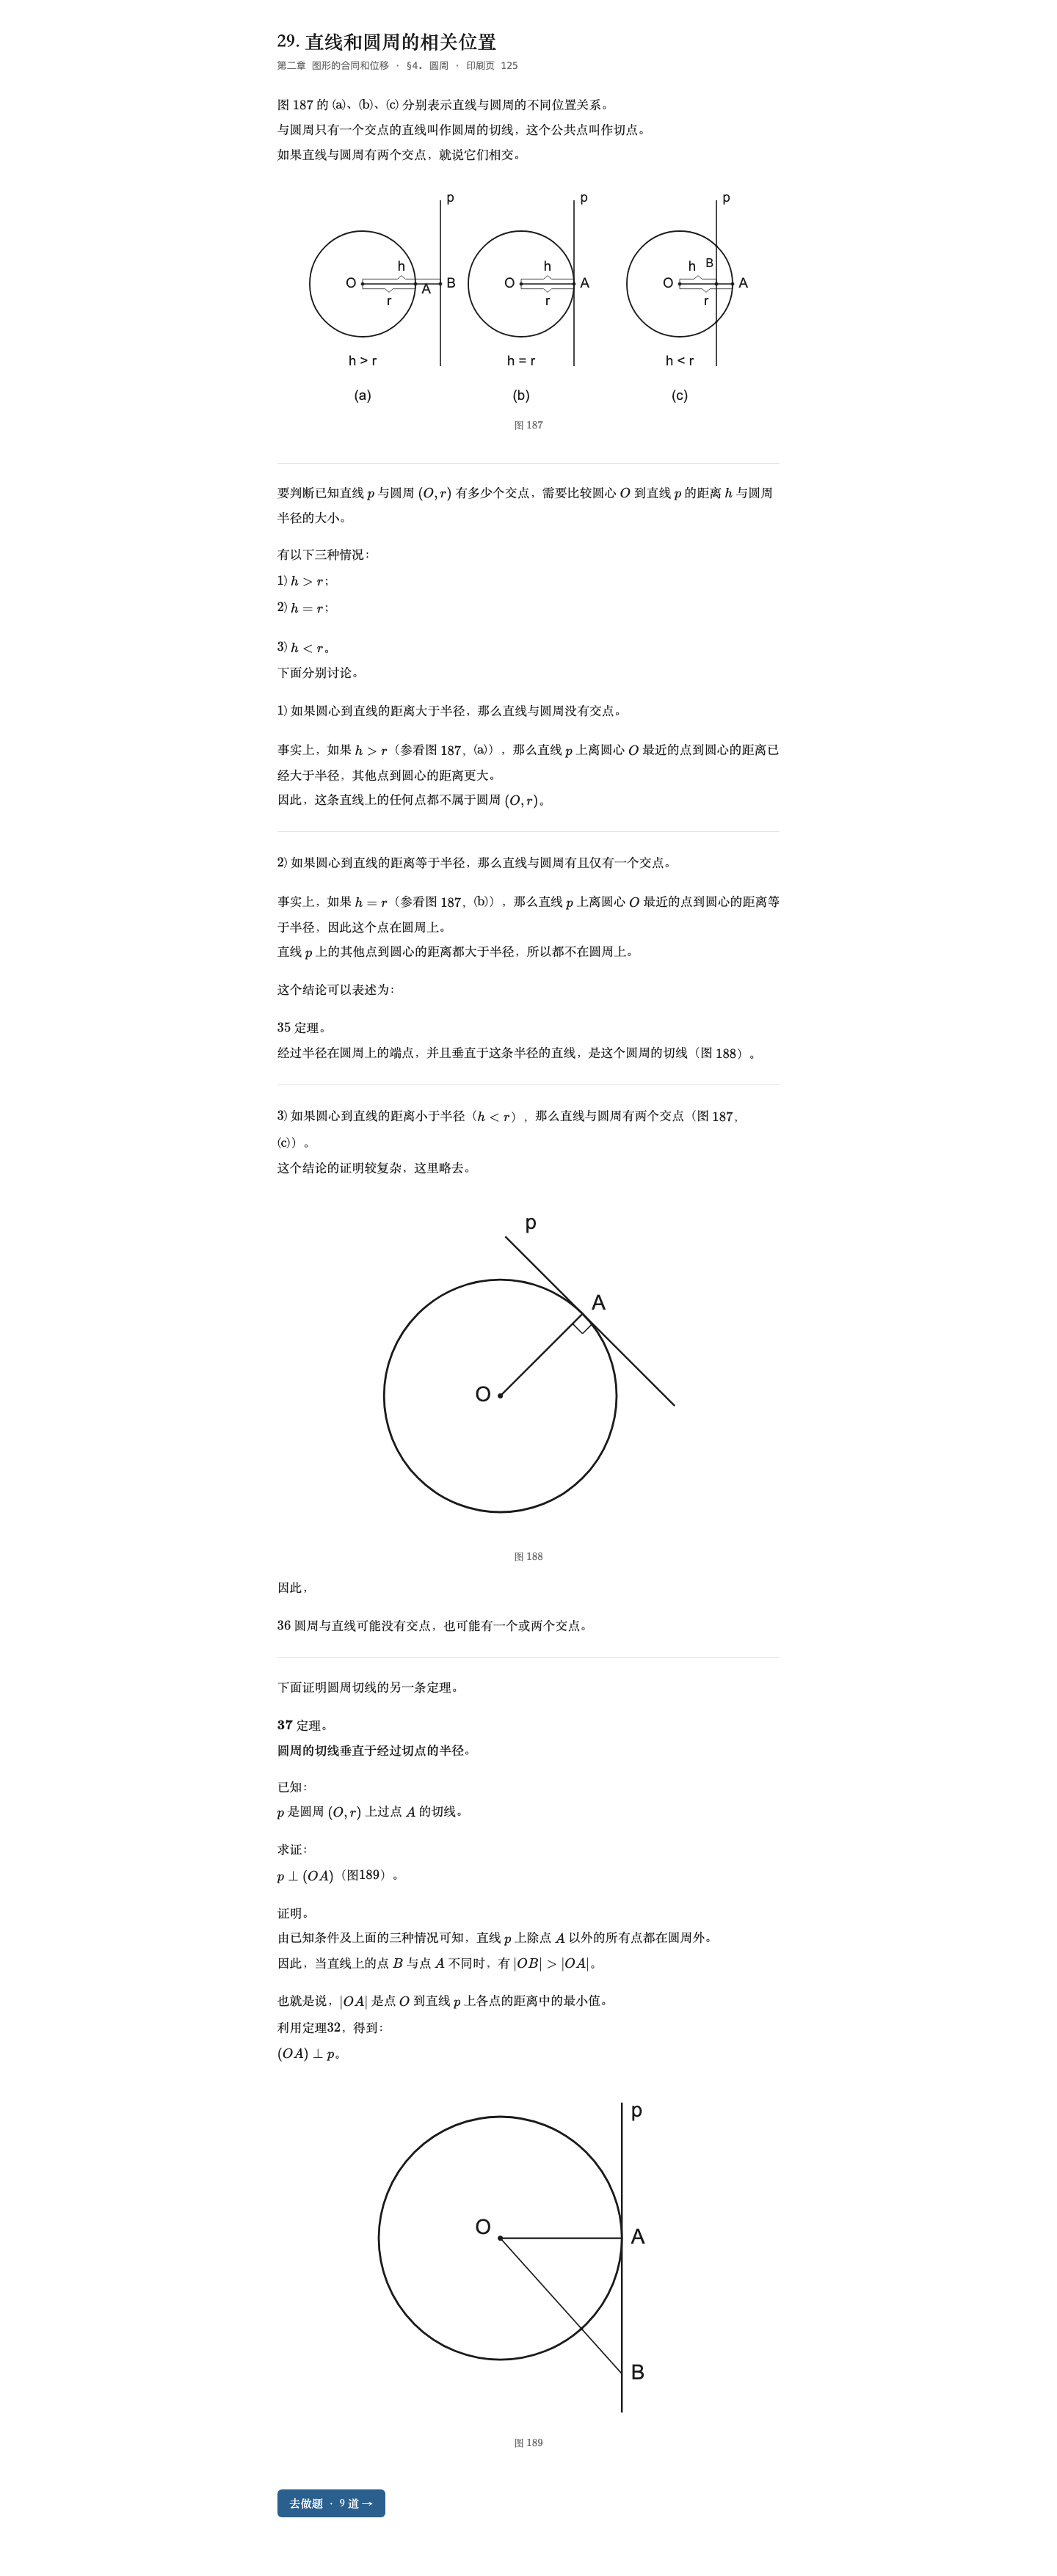 29. 直线和圆周的相关位置
第二章 图形的合同和位移 · §4. 圆周 · 印刷页 125
图 187 的 (a)、(b)、(c) 分别表示直线与圆周的不同位置关系。
与圆周只有一个交点的直线叫作圆周的切线，这个公共点叫作切点。
如果直线与圆周有两个交点，就说它们相交。
p p p
h h h B
O A B O A O A
r r r
h > r h = r h < r
(a) (b) (c)
图 187
要判断已知直线 p 与圆周 (O, r) 有多少个交点，需要比较圆心 O 到直线 p 的距离 h 与圆周
半径的大小。
有以下三种情况：
1) h > r；
2) h = r；
3) h < r。
下面分别讨论。
1) 如果圆心到直线的距离大于半径，那么直线与圆周没有交点。
事实上，如果 h > r（参看图 187，(a)），那么直线 p 上离圆心 O 最近的点到圆心的距离已
经大于半径，其他点到圆心的距离更大。
因此，这条直线上的任何点都不属于圆周 (O, r)。
2) 如果圆心到直线的距离等于半径，那么直线与圆周有且仅有一个交点。
事实上，如果 h = r（参看图 187，(b)），那么直线 p 上离圆心 O 最近的点到圆心的距离等
于半径，因此这个点在圆周上。
直线 p 上的其他点到圆心的距离都大于半径，所以都不在圆周上。
这个结论可以表述为：
35 定理。
经过半径在圆周上的端点，并且垂直于这条半径的直线，是这个圆周的切线（图 188）。
3) 如果圆心到直线的距离小于半径（h < r），那么直线与圆周有两个交点（图 187，
(c)）。
这个结论的证明较复杂，这里略去。
p
A
O
图 188
因此，
36 圆周与直线可能没有交点，也可能有一个或两个交点。
下面证明圆周切线的另一条定理。
37 定理。
圆周的切线垂直于经过切点的半径。
已知：
p 是圆周 (O, r) 上过点 A 的切线。
求证：
p ⊥ (OA)（图189）。
证明。
由已知条件及上面的三种情况可知，直线 p 上除点 A 以外的所有点都在圆周外。
因此，当直线上的点 B 与点 A 不同时，有 |OB| > |OA|。
也就是说，|OA| 是点 O 到直线 p 上各点的距离中的最小值。
利用定理32，得到：
(OA) ⊥ p。
p
O
A
B
图 189
去做题 · 9 道 →